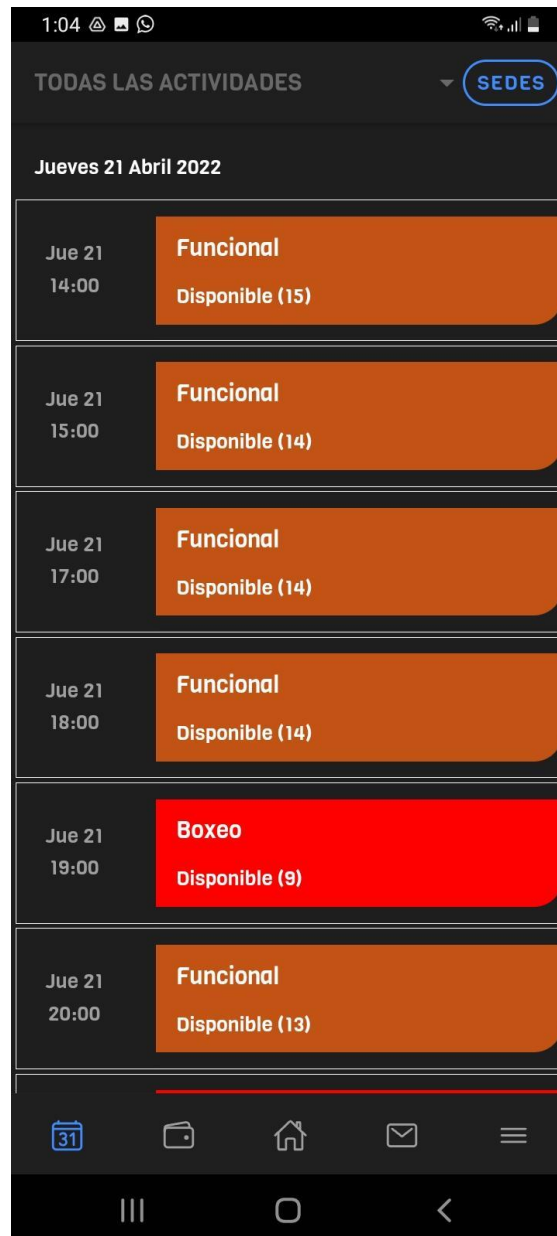 1:04
TODAS LAS ACTIVIDADES
SEDES
Jueves 21 Abril 2022
Jue 21
14:00
Funcional
Disponible (15)
Jue 21
15:00
Funcional
Disponible (14)
Jue 21
17:00
Funcional
Disponible (14)
Jue 21
18:00
Funcional
Disponible (14)
Jue 21
19:00
Boxeo
Disponible (9)
Jue 21
20:00
Funcional
Disponible (13)
31